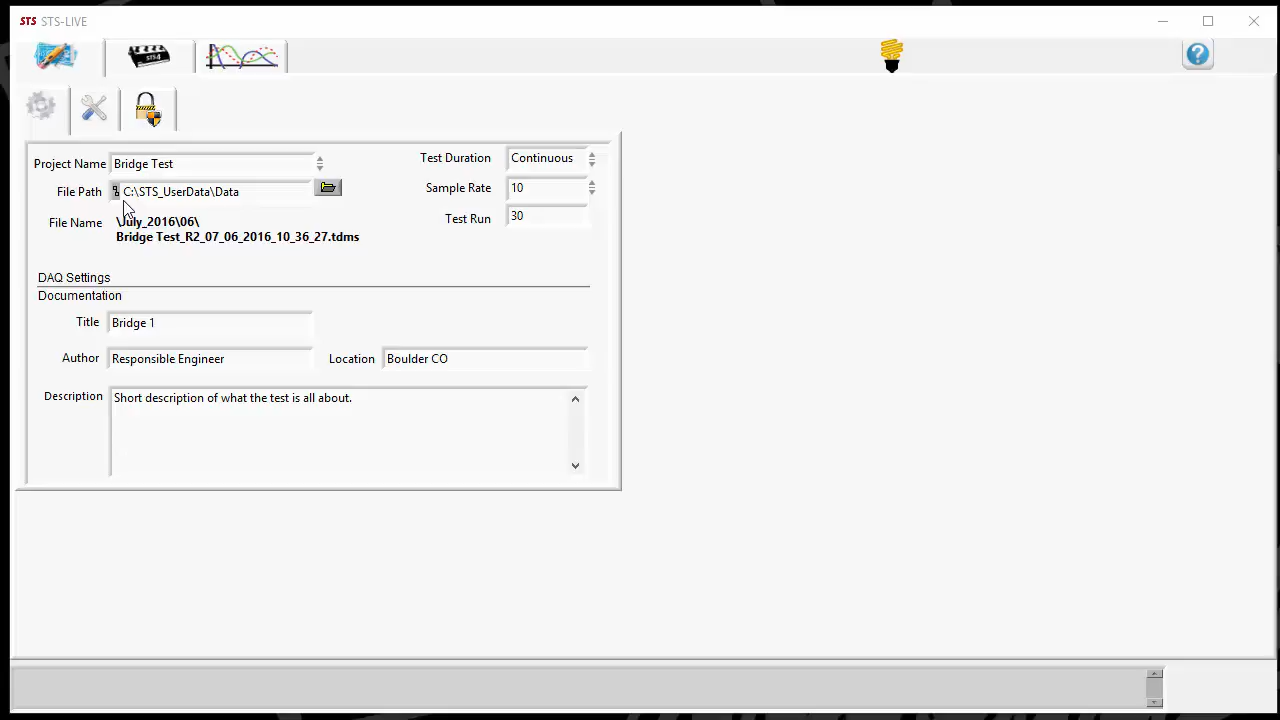 STS STS-LIVE
STS-4
?
Project Name Bridge Test
Test Duration Continuous
File Path C:\STS_UserData\Data
Sample Rate 10
File Name \July_2016\06\
Bridge Test_R2_07_06_2016_10_36_27.tdms
Test Run 30
DAQ Settings
Documentation
Title Bridge 1
Author Responsible Engineer
Location Boulder CO
Description Short description of what the test is all about.